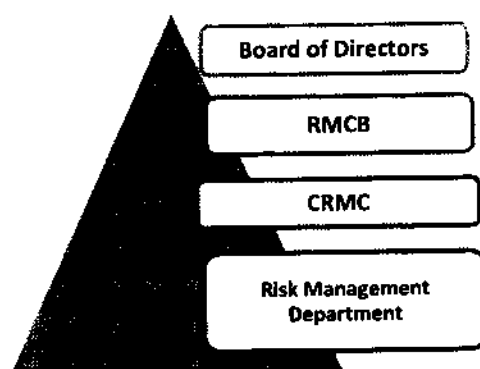 Board of Directors
RMCB
CRMC
Risk Management
Department